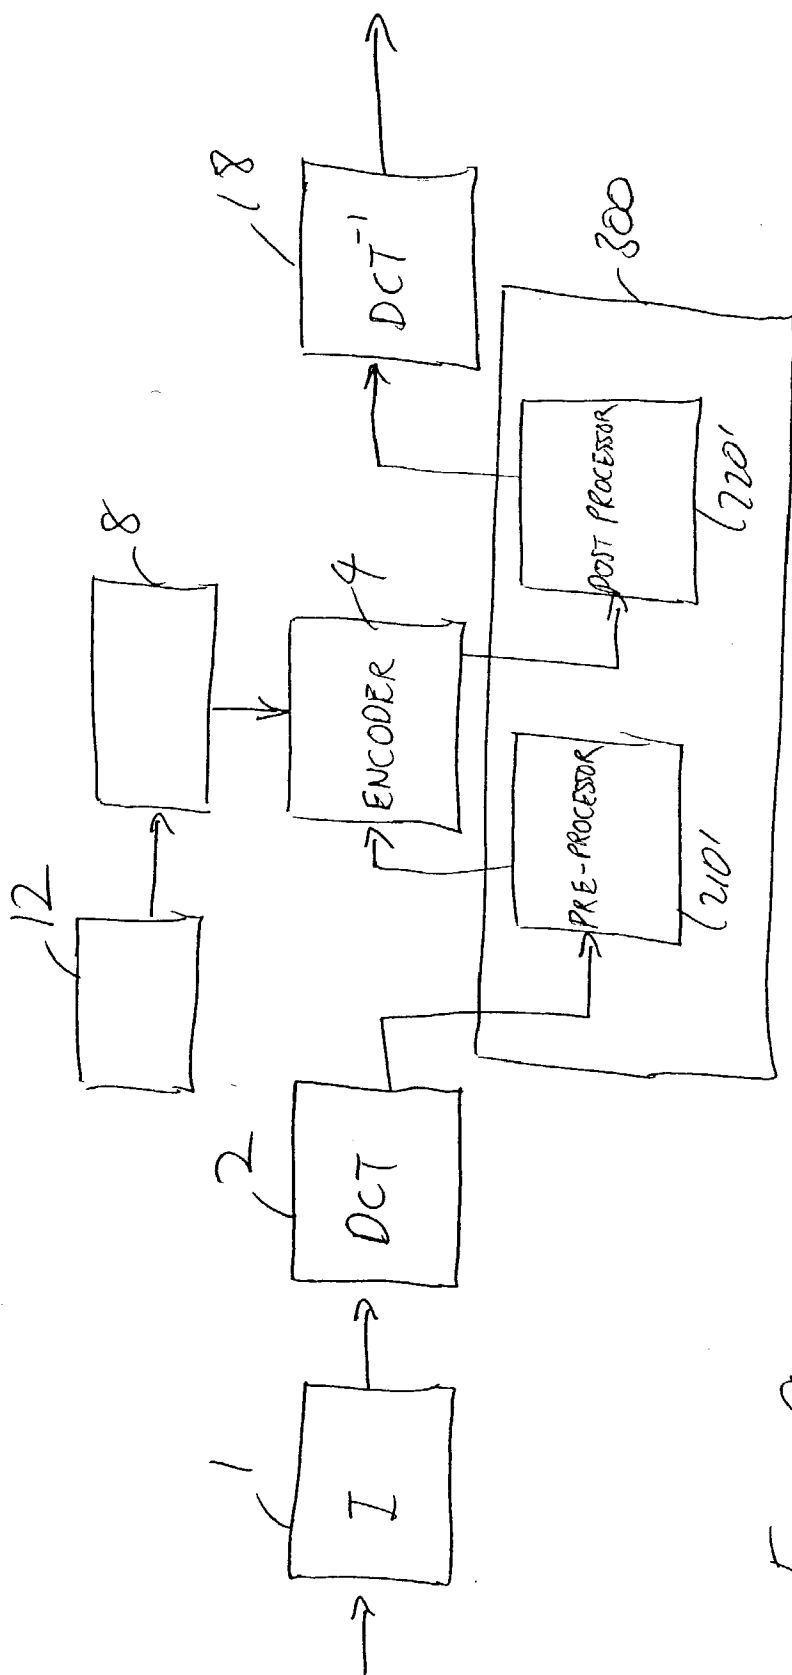 12
8
1
I
2
DCT
ENCODER
4
18
DCT⁻¹
PRE-PROCESSOR
210'
POST PROCESSOR
220'
300